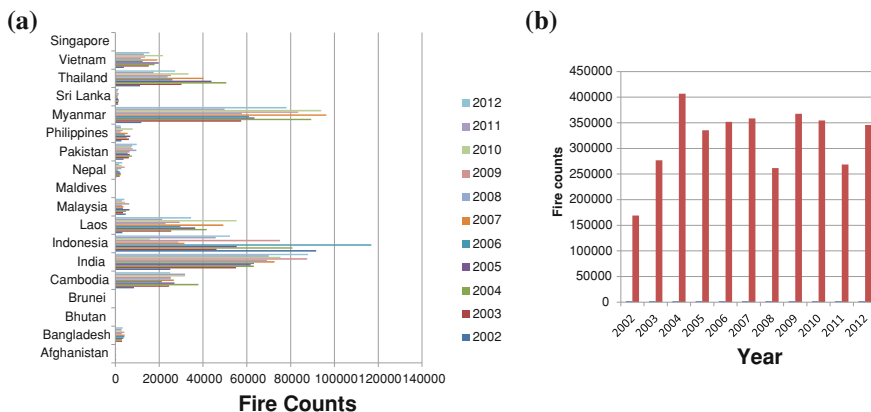 (a)
Singapore
Vietnam
Thailand
Sri Lanka
Myanmar
Philippines
Pakistan
Nepal
Maldives
Malaysia
Laos
Indonesia
India
Cambodia
Brunei
Bhutan
Bangladesh
Afghanistan
0 20000 40000 60000 80000 100000 120000 140000
Fire Counts
2012
2011
2010
2009
2008
2007
2006
2005
2004
2003
2002
(b)
450000
400000
350000
300000
250000
200000
150000
100000
50000
0
Fire counts
2002 2003 2004 2005 2006 2007 2008 2009 2010 2011 2012
Year